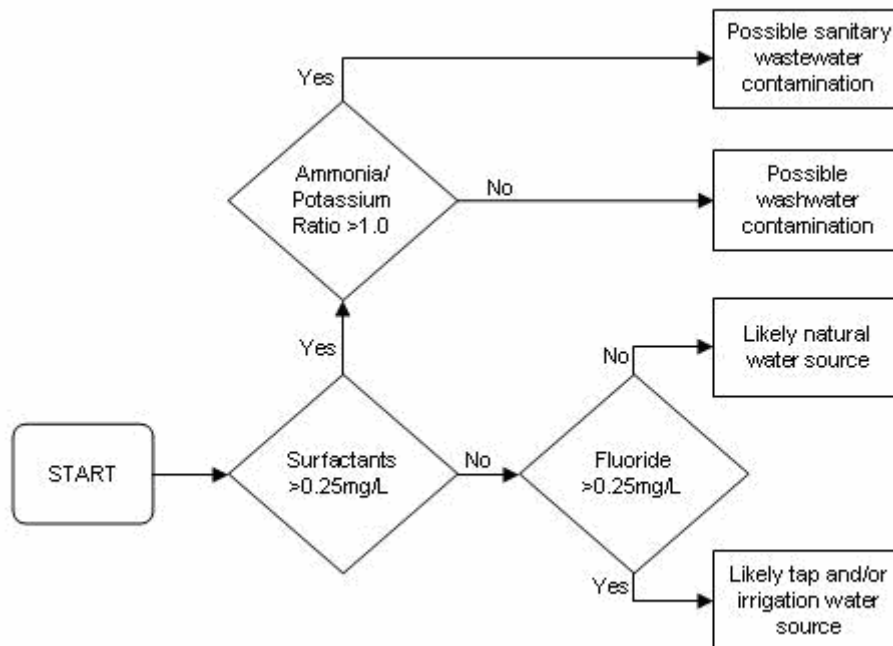 Possible sanitary
wastewater
contamination
Yes
Ammonia/
Potassium
Ratio >1.0
No
Possible
washwater
contamination
Yes
Likely natural
water source
No
START
Surfactants
>0.25mg/L
No
Fluoride
>0.25mg/L
Yes
Likely tap and/or
irrigation water
source